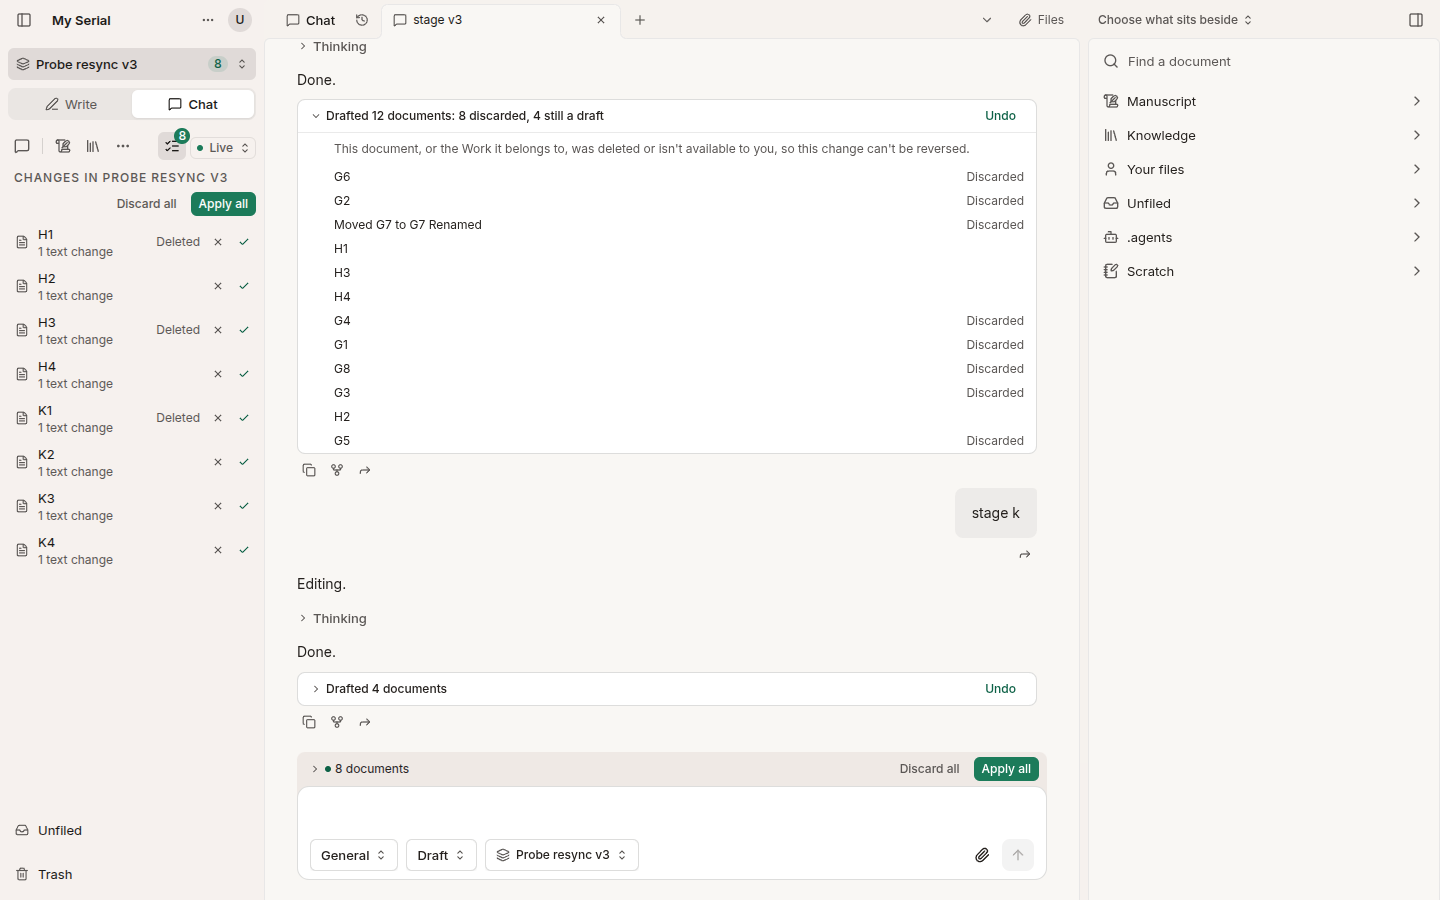 My Serial
U
Chat
stage v3
Files
Choose what sits beside
Probe resync v3
8
Write
Chat
8
Live
CHANGES IN PROBE RESYNC V3
Discard all
Apply all
H1
1 text change
Deleted
H2
1 text change
H3
1 text change
Deleted
H4
1 text change
K1
1 text change
Deleted
K2
1 text change
K3
1 text change
K4
1 text change
Unfiled
Trash
Thinking
Done.
Drafted 12 documents: 8 discarded, 4 still a draft
Undo
This document, or the Work it belongs to, was deleted or isn't available to you, so this change can't be reversed.
G6 Discarded
G2 Discarded
Moved G7 to G7 Renamed Discarded
H1
H3
H4
G4 Discarded
G1 Discarded
G8 Discarded
G3 Discarded
H2
G5 Discarded
stage k
Editing.
Thinking
Done.
Drafted 4 documents
Undo
8 documents
Discard all
Apply all
General
Draft
Probe resync v3
Find a document
Manuscript
Knowledge
Your files
Unfiled
.agents
Scratch